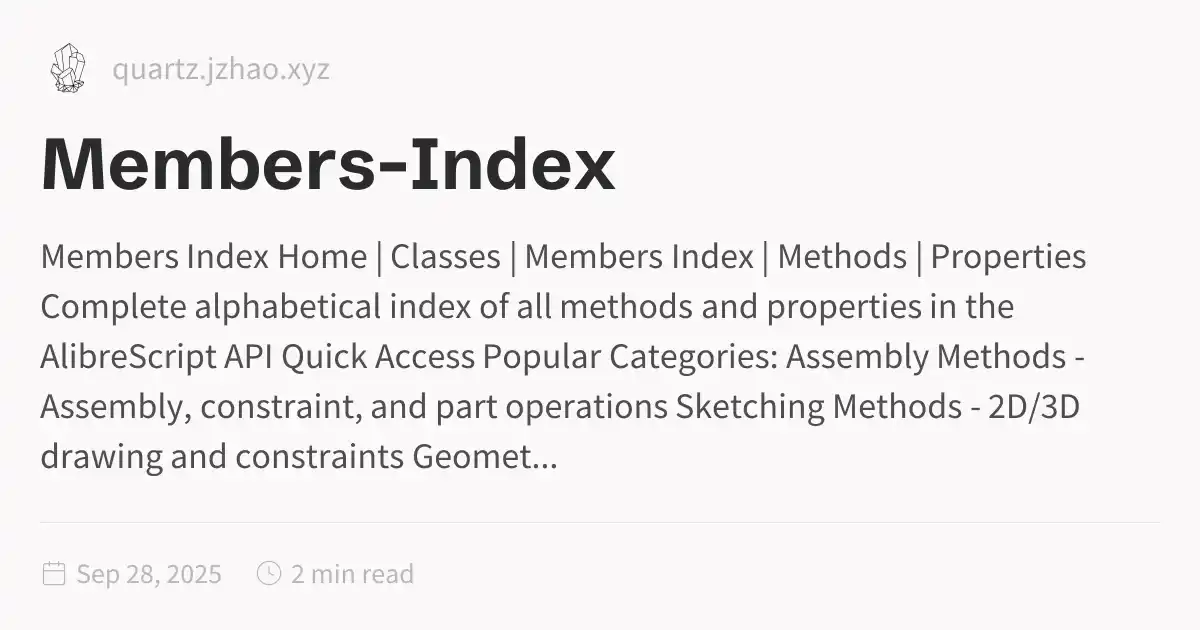 quartz.jzhao.xyz
Members-Index
Members Index Home | Classes | Members Index | Methods | Properties
Complete alphabetical index of all methods and properties in the
AlibreScript API Quick Access Popular Categories: Assembly Methods -
Assembly, constraint, and part operations Sketching Methods - 2D/3D
drawing and constraints Geomet...
Sep 28, 2025 2 min read